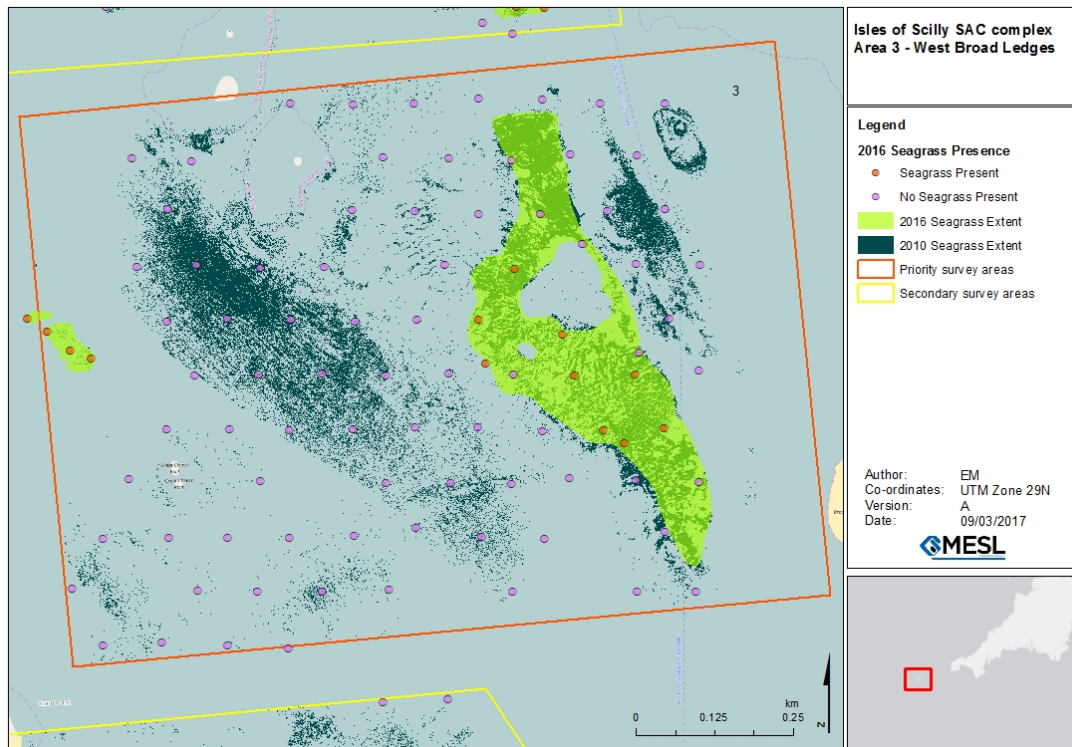 Isles of Scilly SAC complex
Area 3 - West Broad Ledges
3
Legend
2016 Seagrass Presence
Seagrass Present
No Seagrass Present
2016 Seagrass Extent
2010 Seagrass Extent
Priority survey areas
Secondary survey areas
Author: EM
Co-ordinates: UTM Zone 29N
Version: A
Date: 09/03/2017
MESL
km
0 0.125 0.25
N